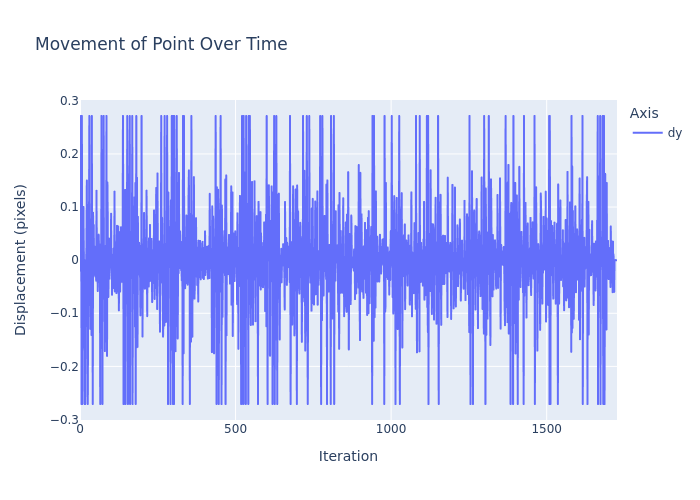 Movement of Point Over Time
Axis
dy
0.3
0.2
0.1
0
−0.1
−0.2
−0.3
Displacement (pixels)
0
500
1000
1500
Iteration